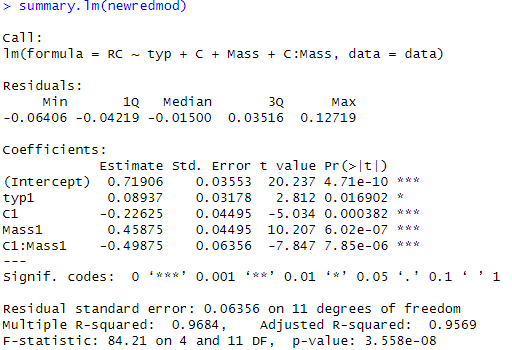 > summary.lm(newredmod)
Call:
lm(formula = RC ~ typ + C + Mass + C:Mass, data = data)
Residuals:
Min 1Q Median 3Q Max
-0.06406 -0.04219 -0.01500 0.03516 0.12719
Coefficients:
Estimate Std. Error t value Pr(>|t|)
(Intercept) 0.71906 0.03553 20.237 4.71e-10 ***
typ1 0.08937 0.03178 2.812 0.016902 *
C1 -0.22625 0.04495 -5.034 0.000382 ***
Mass1 0.45875 0.04495 10.207 6.02e-07 ***
C1:Mass1 -0.49875 0.06356 -7.847 7.85e-06 ***
---
Signif. codes: 0 ‘***’ 0.001 ‘**’ 0.01 ‘*’ 0.05 ‘.’ 0.1 ‘ ’ 1
Residual standard error: 0.06356 on 11 degrees of freedom
Multiple R-squared: 0.9684, Adjusted R-squared: 0.9569
F-statistic: 84.21 on 4 and 11 DF, p-value: 3.558e-08